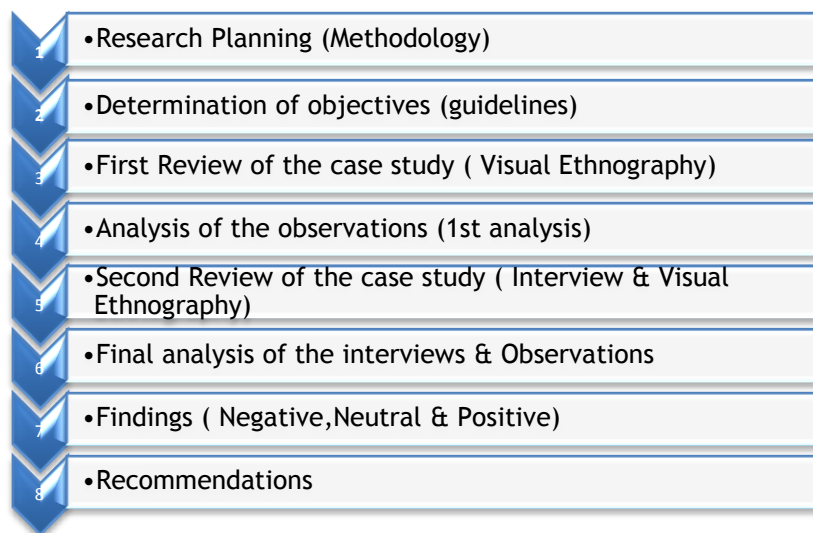 1
•Research Planning (Methodology)
2
•Determination of objectives (guidelines)
3
•First Review of the case study ( Visual Ethnography)
4
•Analysis of the observations (1st analysis)
5
•Second Review of the case study ( Interview & Visual
Ethnography)
6
•Final analysis of the interviews & Observations
7
•Findings ( Negative,Neutral & Positive)
8
•Recommendations